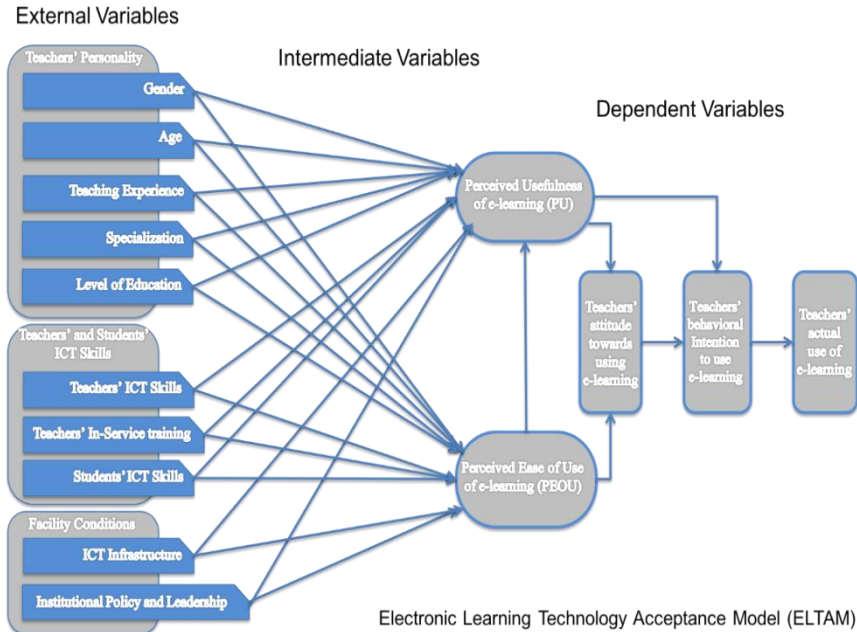 External Variables
Teachers' Personality
Gender
Age
Teaching Experience
Specialization
Level of Education
Teachers' and Students'
ICT Skills
Teachers' ICT Skills
Teachers' In-Service training
Students' ICT Skills
Facility Conditions
ICT Infrastructure
Institutional Policy and Leadership
Intermediate Variables
Perceived Usefulness
of e-learning (PU)
Perceived Ease of Use
of e-learning (PEOU)
Dependent Variables
Teachers'
attitude
towards
using
e-learning
Teachers'
behavioral
Intention
to use
e-learning
Teachers'
actual
use of
e-learning
Electronic Learning Technology Acceptance Model (ELTAM)